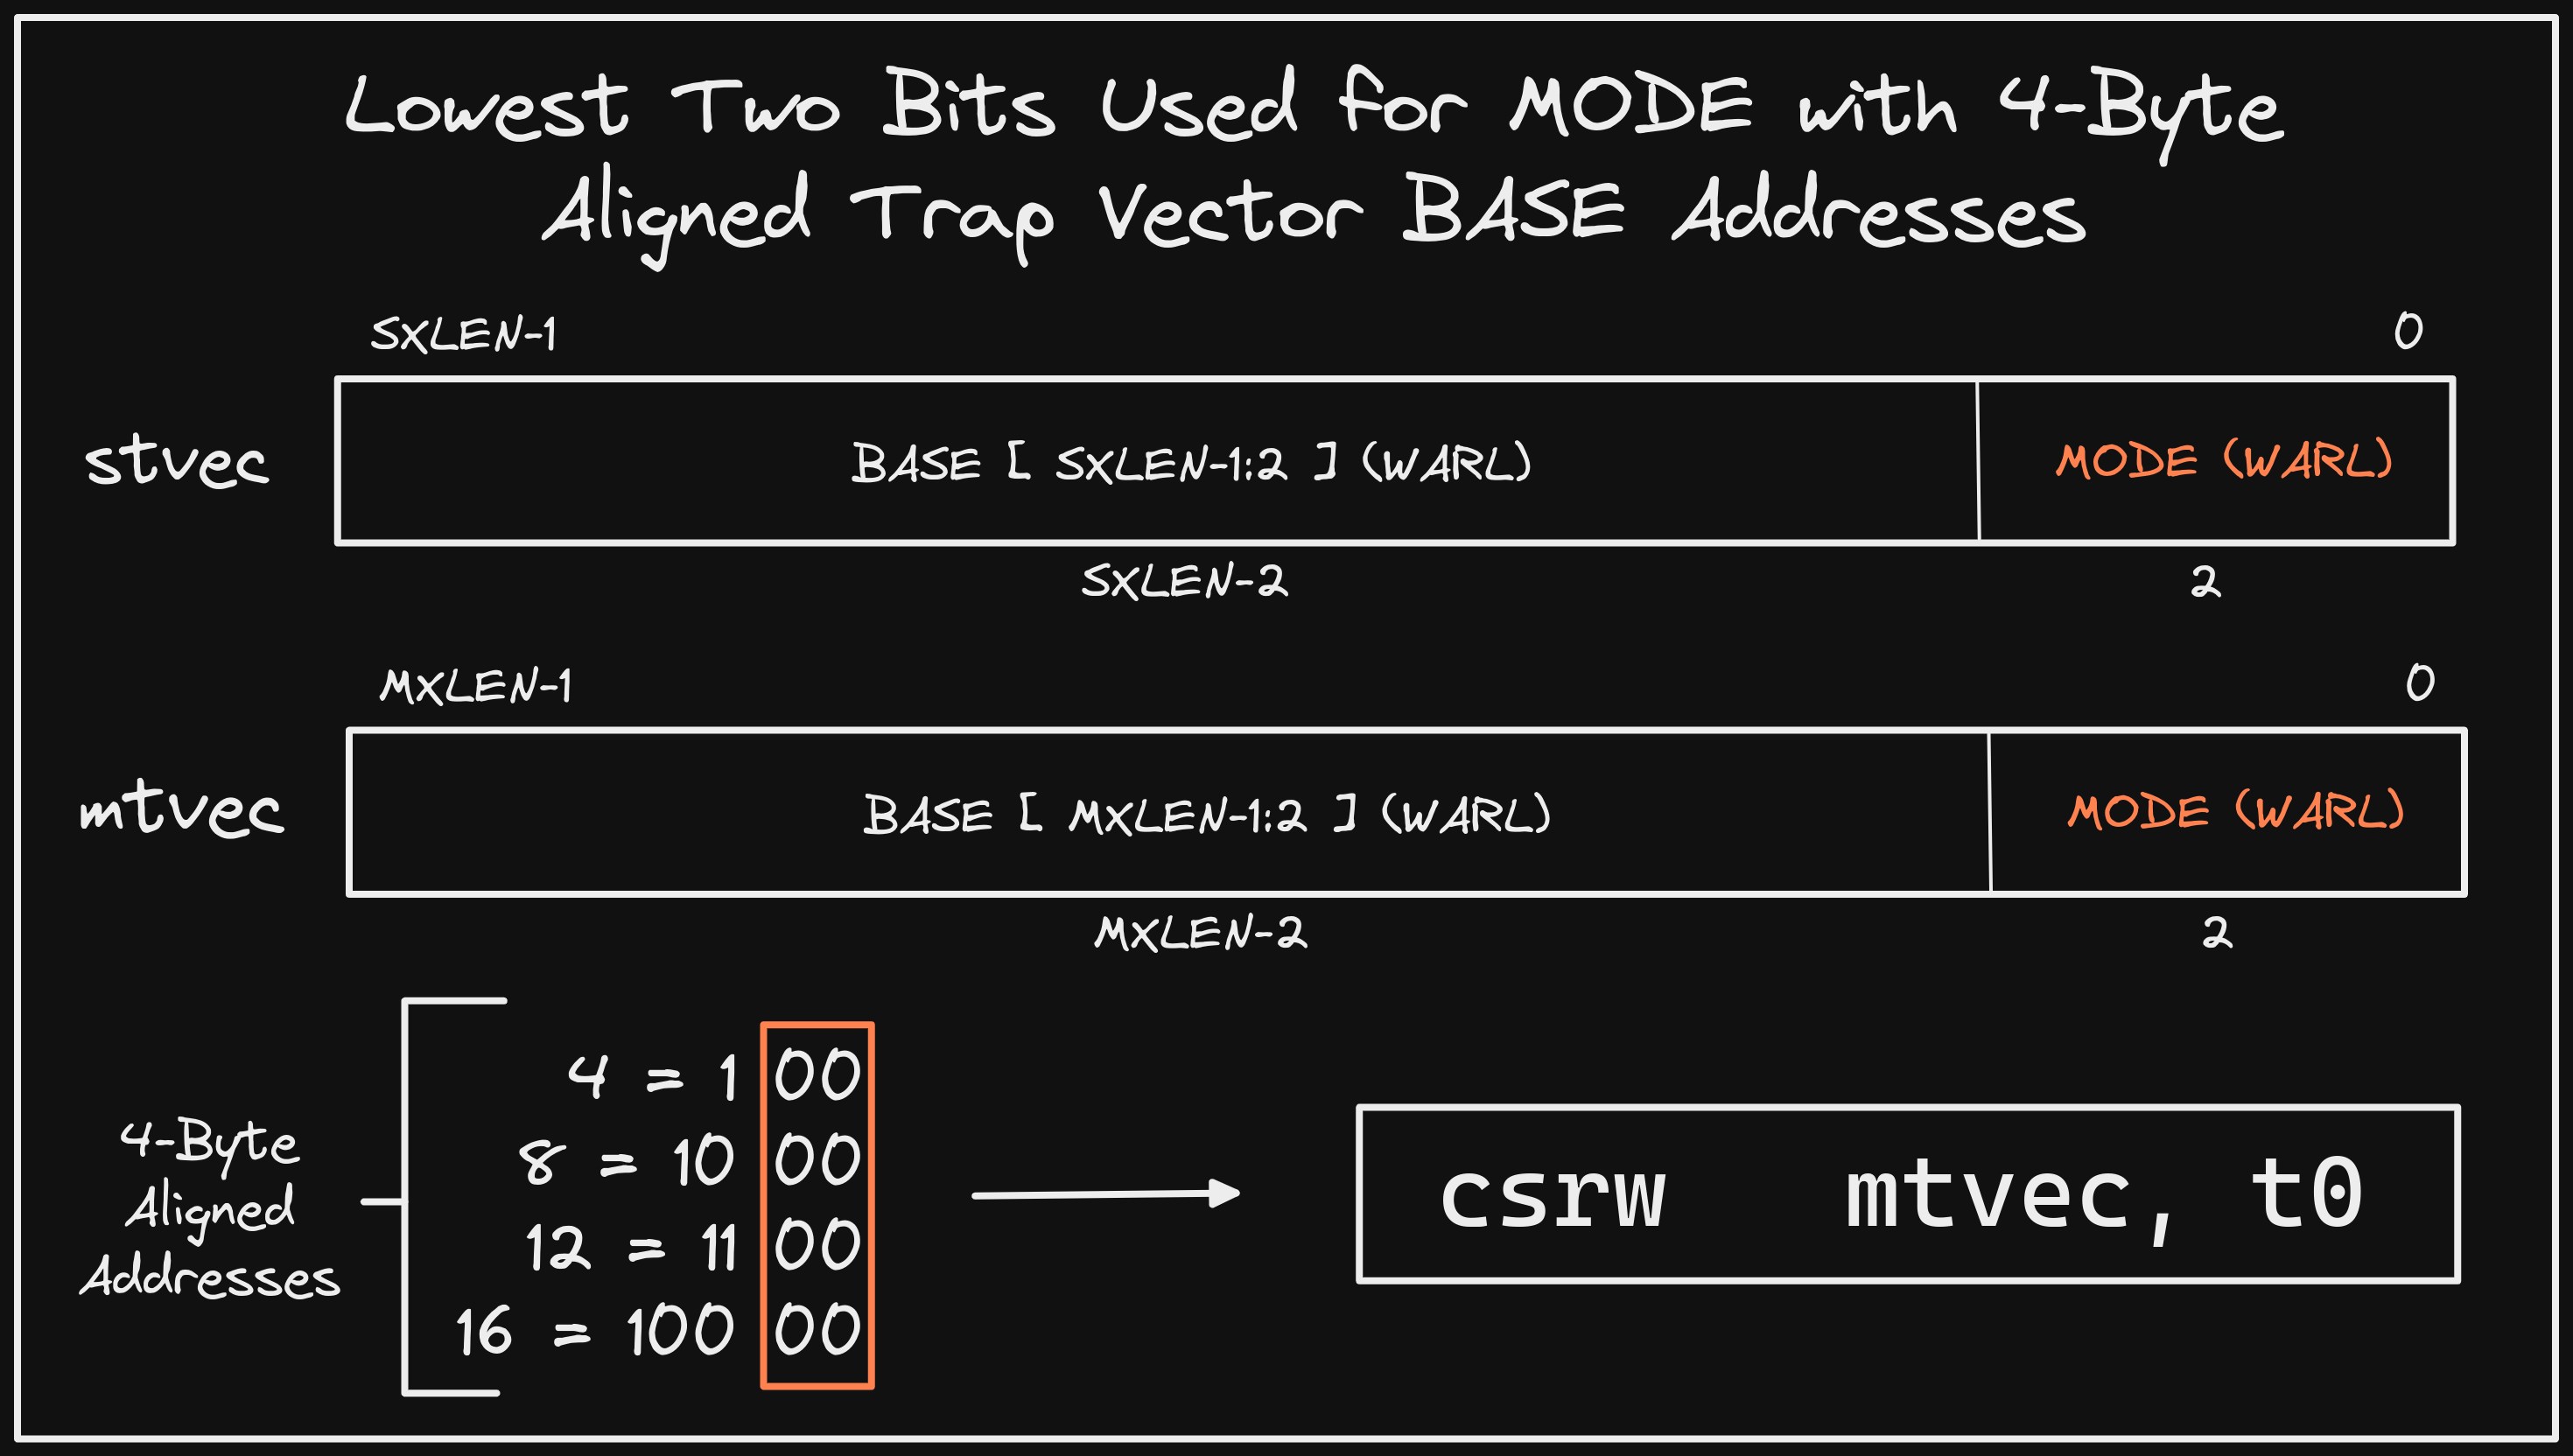 Lowest Two Bits Used for MODE with 4-Byte
Aligned Trap Vector BASE Addresses
SXLEN-1 0
stvec BASE [ SXLEN-1:2 ] (WARL) MODE (WARL)
SXLEN-2 2
MXLEN-1 0
mtvec BASE [ MXLEN-1:2 ] (WARL) MODE (WARL)
MXLEN-2 2
4-Byte
Aligned
Addresses
4 = 1 00
8 = 10 00
12 = 11 00
16 = 100 00
csrw mtvec, t0